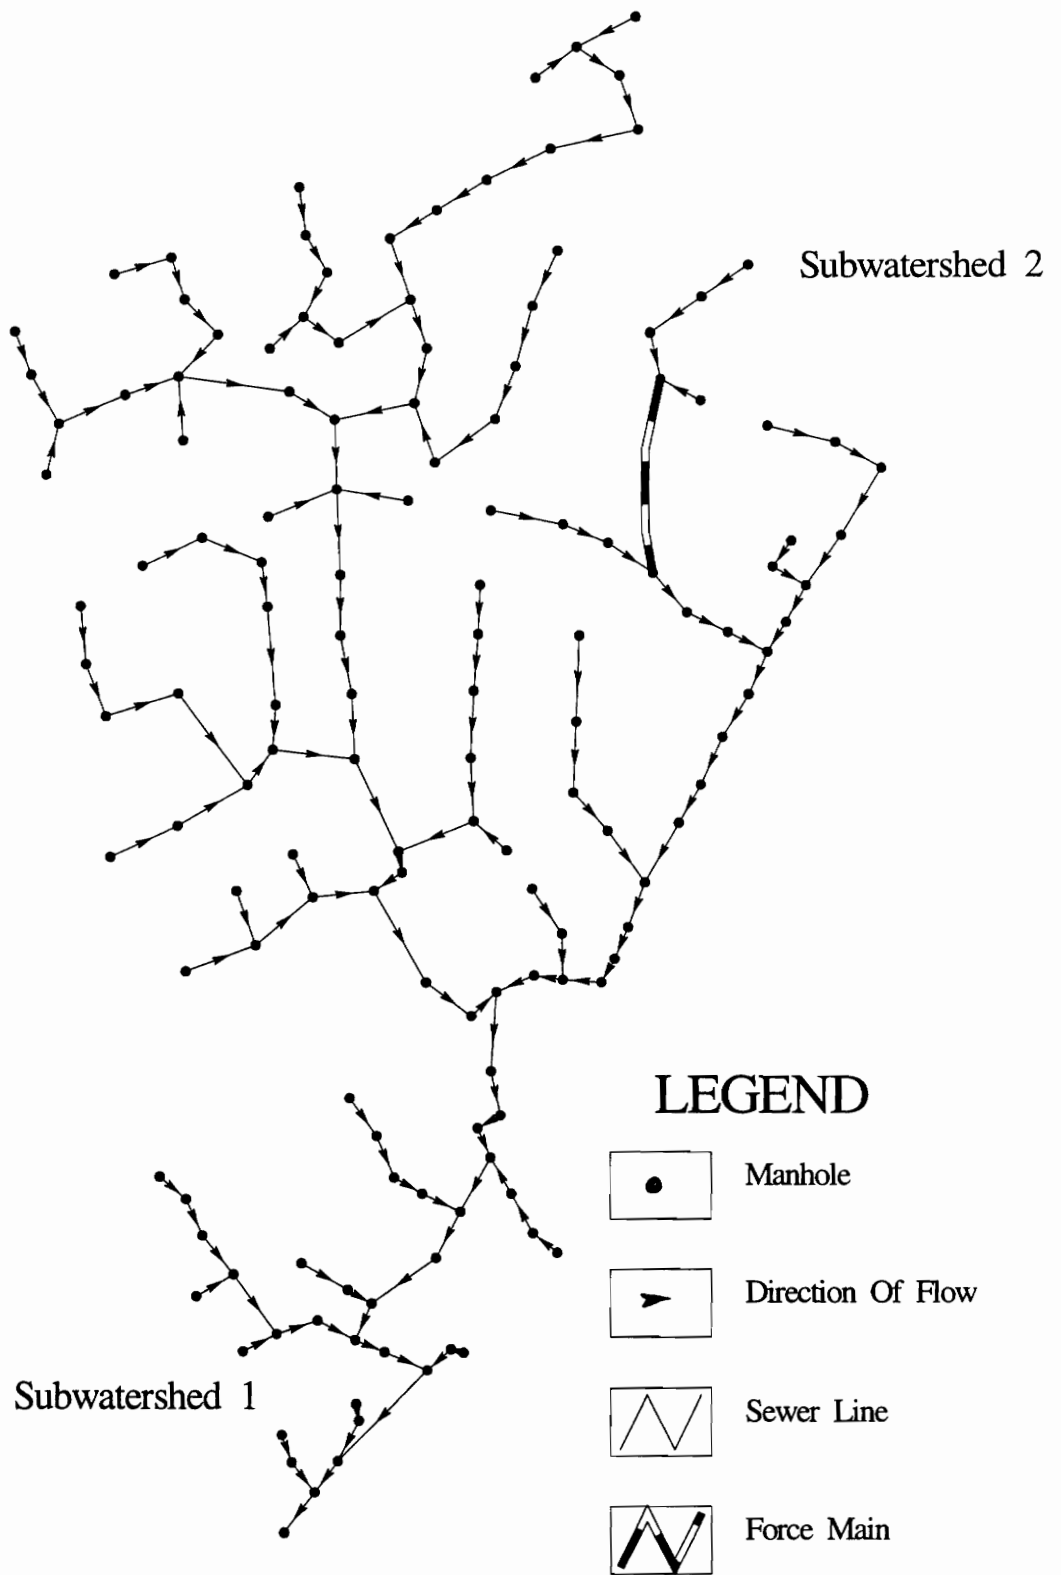 Subwatershed 2
LEGEND
Manhole
Direction Of Flow
Subwatershed 1
Sewer Line
Force Main